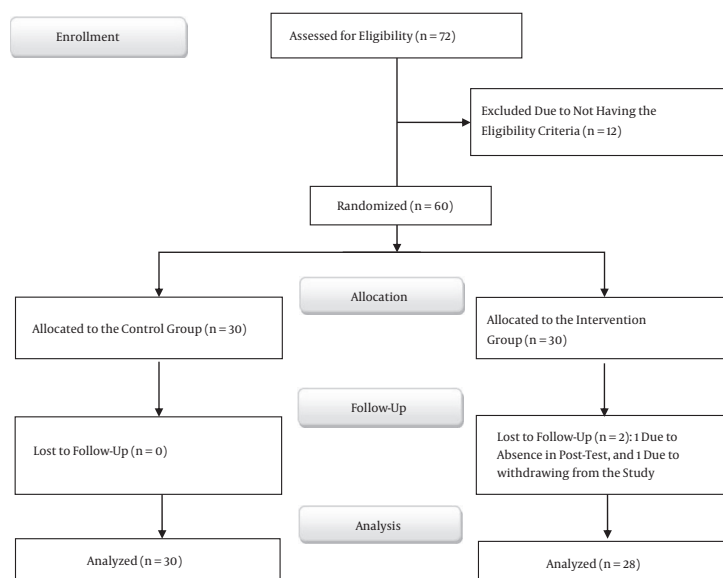 Enrollment
Assessed for Eligibility (n = 72)
Excluded Due to Not Having the
Eligibility Criteria (n = 12)
Randomized (n = 60)
Allocation
Allocated to the Control Group (n = 30)
Allocated to the Intervention
Group (n = 30)
Follow-Up
Lost to Follow-Up (n = 0)
Lost to Follow-Up (n = 2): 1 Due to
Absence in Post-Test, and 1 Due to
withdrawing from the Study
Analysis
Analyzed (n = 30)
Analyzed (n = 28)